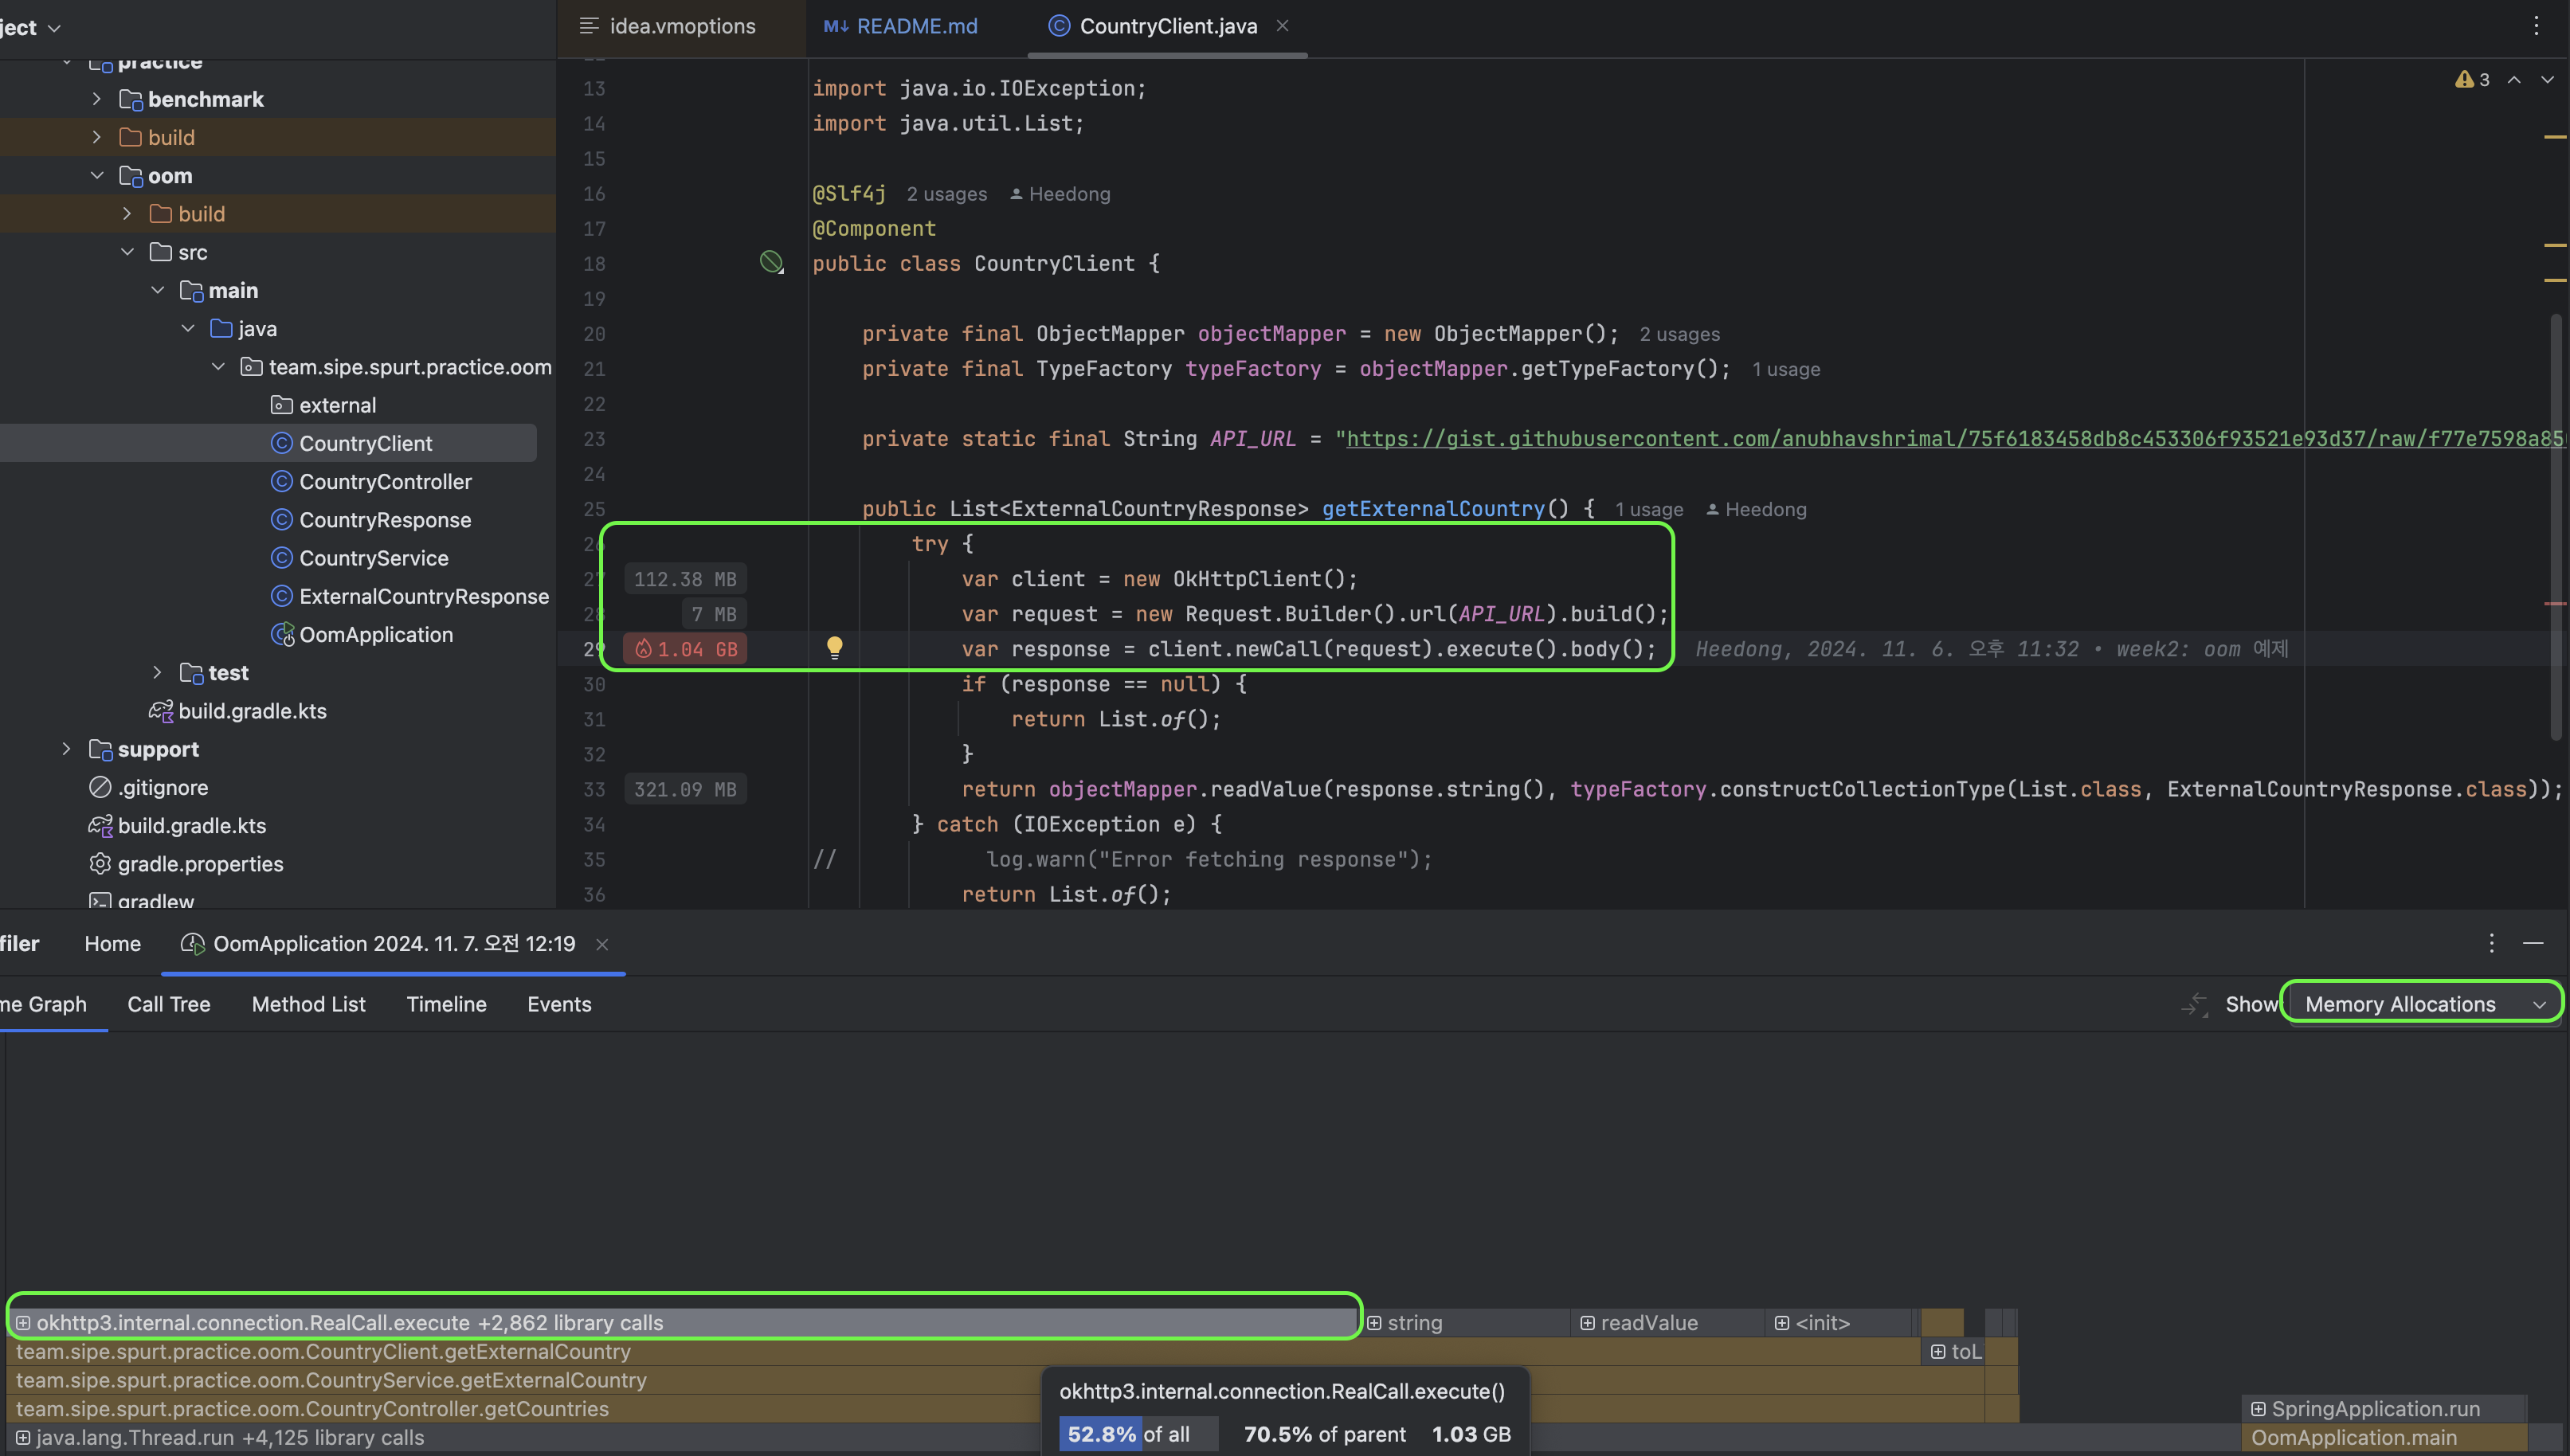 ject
idea.vmoptions
README.md
CountryClient.java
practice
benchmark
build
oom
build
src
main
java
team.sipe.spurt.practice.oom
external
CountryClient
CountryController
CountryResponse
CountryService
ExternalCountryResponse
OomApplication
test
build.gradle.kts
support
.gitignore
build.gradle.kts
gradle.properties
gradlew
3
13 import java.io.IOException;
14 import java.util.List;
15
16 @Slf4j 2 usages Heedong
17 @Component
18 public class CountryClient {
19
20 private final ObjectMapper objectMapper = new ObjectMapper(); 2 usages
21 private final TypeFactory typeFactory = objectMapper.getTypeFactory(); 1 usage
22
23 private static final String API_URL = "https://gist.githubusercontent.com/anubhavshrimal/75f6183458db8c453306f93521e93d37/raw/f77e7598a85
24
25 public List<ExternalCountryResponse> getExternalCountry() { 1 usage Heedong
26 try {
27 112.38 MB var client = new OkHttpClient();
28 7 MB var request = new Request.Builder().url(API_URL).build();
29 1.04 GB var response = client.newCall(request).execute().body(); Heedong, 2024. 11. 6. 오후 11:32 • week2: oom 예제
30 if (response == null) {
31 return List.of();
32 }
33 321.09 MB return objectMapper.readValue(response.string(), typeFactory.constructCollectionType(List.class, ExternalCountryResponse.class));
34 } catch (IOException e) {
35 // log.warn("Error fetching response");
36 return List.of();
filer Home OomApplication 2024. 11. 7. 오전 12:19
me Graph Call Tree Method List Timeline Events Show Memory Allocations
okhttp3.internal.connection.RealCall.execute +2,862 library calls string readValue <init>
team.sipe.spurt.practice.oom.CountryClient.getExternalCountry toL
team.sipe.spurt.practice.oom.CountryService.getExternalCountry
team.sipe.spurt.practice.oom.CountryController.getCountries SpringApplication.run
java.lang.Thread.run +4,125 library calls OomApplication.main
okhttp3.internal.connection.RealCall.execute()
52.8% of all 70.5% of parent 1.03 GB